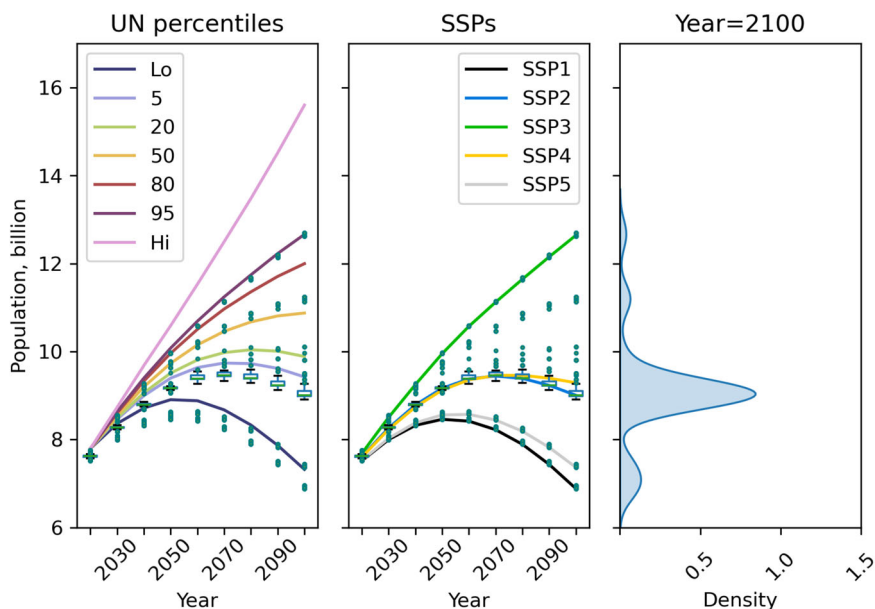 UN percentiles
SSPs
Year=2100
Population, billion
16
14
12
10
8
6
Lo
5
20
50
80
95
Hi
SSP1
SSP2
SSP3
SSP4
SSP5
2030
2050
2070
2090
Year
2030
2050
2070
2090
Year
0.5
1.0
1.5
Density